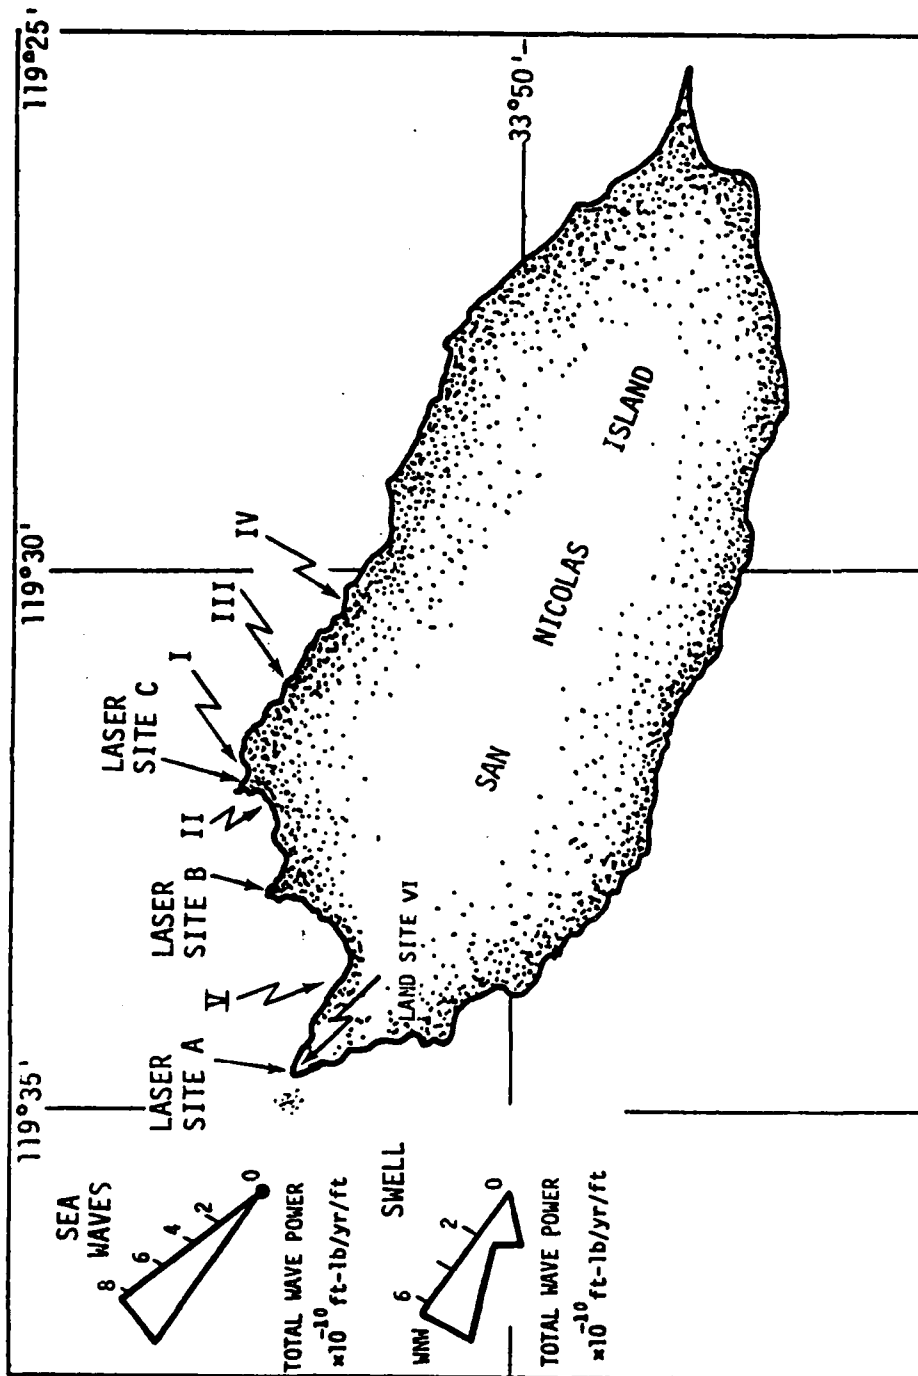 119°35'
119°30'
119°25'
SEA
WAVES
8
6
4
2
0
TOTAL WAVE POWER
x10⁻¹⁰ ft-lb/yr/ft
SWELL
WNW
6
2
0
TOTAL WAVE POWER
x10⁻¹⁰ ft-lb/yr/ft
LASER
SITE A
V
LASER
SITE B
II
LASER
SITE C
I
III
IV
LAND SITE VI
33°50'
SAN
NICOLAS
ISLAND